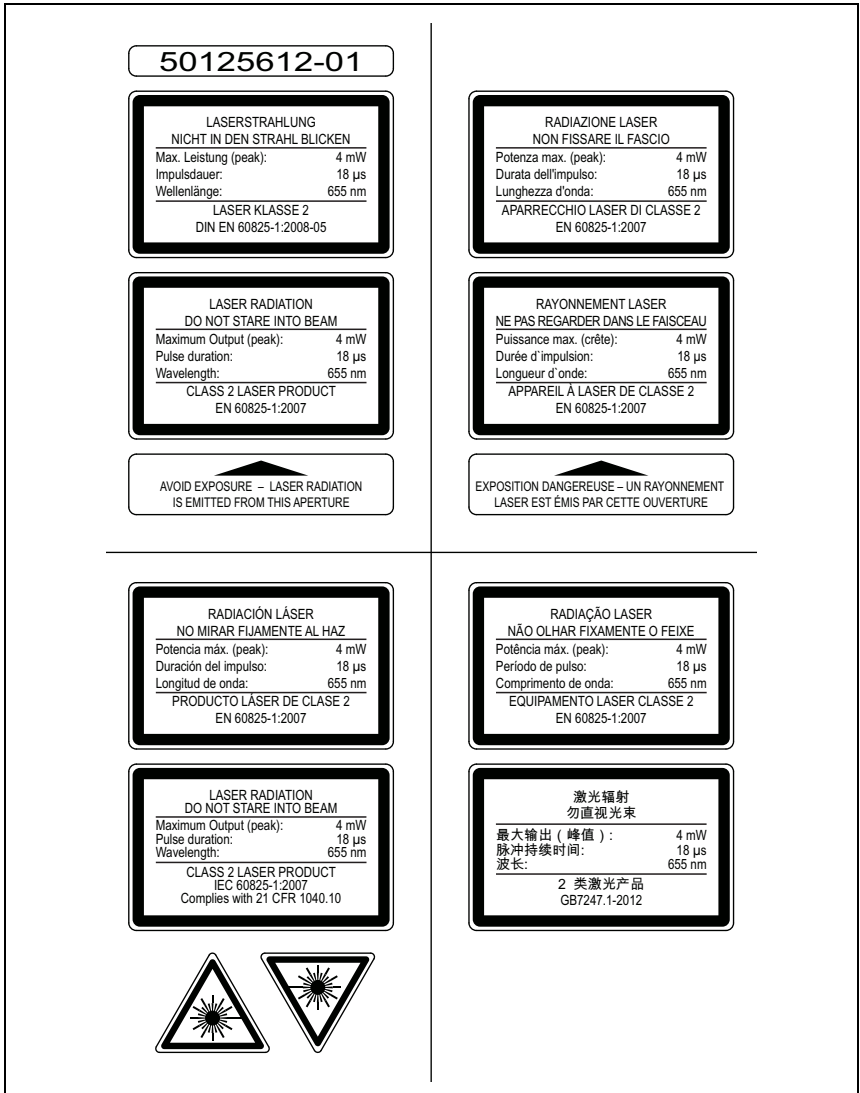 50125612-01
LASERSTRAHLUNG
NICHT IN DEN STRAHL BLICKEN
Max. Leistung (peak): 4 mW
Impulsdauer: 18 µs
Wellenlänge: 655 nm
LASER KLASSE 2
DIN EN 60825-1:2008-05
RADIAZIONE LASER
NON FISSARE IL FASCIO
Potenza max. (peak): 4 mW
Durata dell'impulso: 18 µs
Lunghezza d'onda: 655 nm
APARRECCHIO LASER DI CLASSE 2
EN 60825-1:2007
LASER RADIATION
DO NOT STARE INTO BEAM
Maximum Output (peak): 4 mW
Pulse duration: 18 µs
Wavelength: 655 nm
CLASS 2 LASER PRODUCT
EN 60825-1:2007
RAYONNEMENT LASER
NE PAS REGARDER DANS LE FAISCEAU
Puissance max. (crête): 4 mW
Durée d`impulsion: 18 µs
Longueur d`onde: 655 nm
APPAREIL À LASER DE CLASSE 2
EN 60825-1:2007
AVOID EXPOSURE – LASER RADIATION
IS EMITTED FROM THIS APERTURE
EXPOSITION DANGEREUSE – UN RAYONNEMENT
LASER EST ÉMIS PAR CETTE OUVERTURE
RADIACIÓN LÁSER
NO MIRAR FIJAMENTE AL HAZ
Potencia máx. (peak): 4 mW
Duración del impulso: 18 µs
Longitud de onda: 655 nm
PRODUCTO LÁSER DE CLASE 2
EN 60825-1:2007
RADIAÇÃO LASER
NÃO OLHAR FIXAMENTE O FEIXE
Potência máx. (peak): 4 mW
Período de pulso: 18 µs
Comprimento de onda: 655 nm
EQUIPAMENTO LASER CLASSE 2
EN 60825-1:2007
LASER RADIATION
DO NOT STARE INTO BEAM
Maximum Output (peak): 4 mW
Pulse duration: 18 µs
Wavelength: 655 nm
CLASS 2 LASER PRODUCT
IEC 60825-1:2007
Complies with 21 CFR 1040.10
激光辐射
勿直视光束
最大输出（峰值）: 4 mW
脉冲持续时间: 18 µs
波长: 655 nm
2 类激光产品
GB7247.1-2012